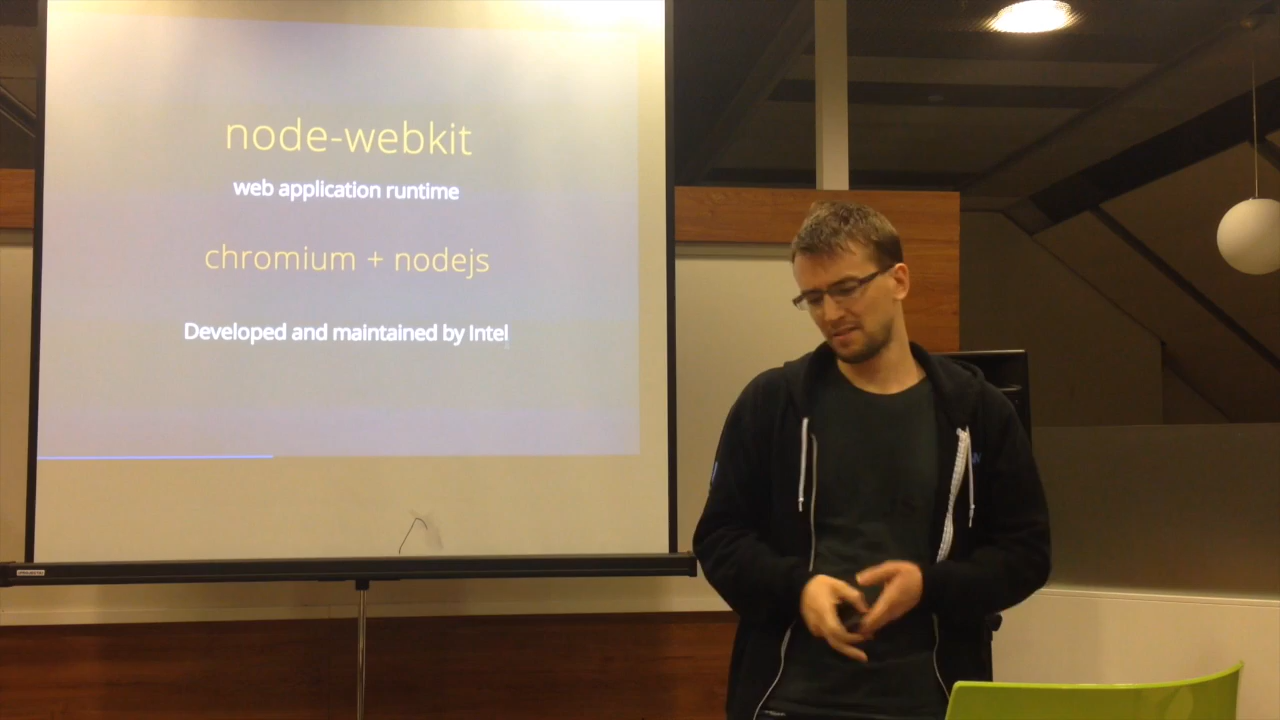 node-webkit
web application runtime
chromium + nodejs
Developed and maintained by Intel